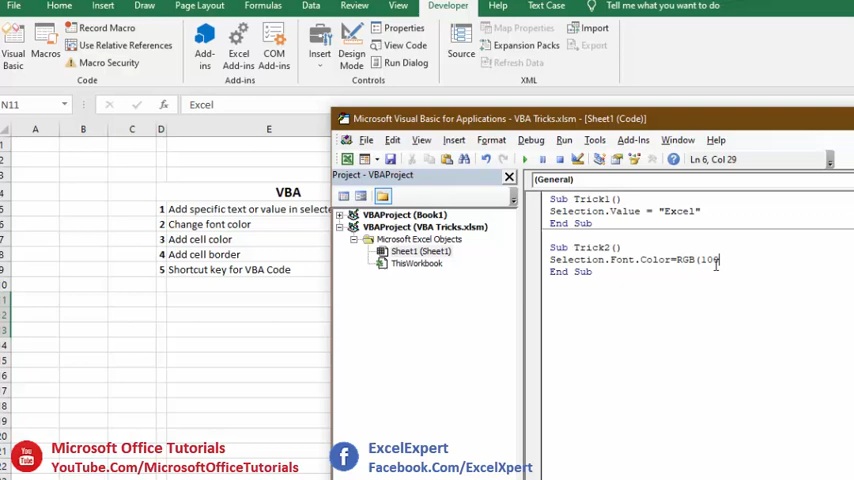 File Home Insert Draw Page Layout Formulas Data Review View Developer Help Text Case Tell me what you want to do
Visual Basic
Macros
Record Macro
Use Relative References
Macro Security
Code
Add-ins
Excel Add-ins
COM Add-ins
Add-ins
Insert
Design Mode
Properties
View Code
Run Dialog
Controls
Source
Map Properties
Expansion Packs
Refresh Data
Import
Export
XML
N11
Excel
A B C D E
VBA
1 Add specific text or value in selecte
2 Change font color
3 Add cell color
4 Add cell border
5 Shortcut key for VBA Code
Microsoft Visual Basic for Applications - VBA Tricks.xlsm - [Sheet1 (Code)]
File Edit View Insert Format Debug Run Tools Add-Ins Window Help
Ln 6, Col 29
Project - VBAProject
VBAProject (Book1)
VBAProject (VBA Tricks.xlsm)
Microsoft Excel Objects
Sheet1 (Sheet1)
ThisWorkbook
(General)
Sub Trick1()
Selection.Value = "Excel"
End Sub
Sub Trick2()
Selection.Font.Color=RGB(100
End Sub
Microsoft Office Tutorials
YouTube.Com/MicrosoftOfficeTutorials
ExcelExpert
Facebook.Com/ExcelXpert